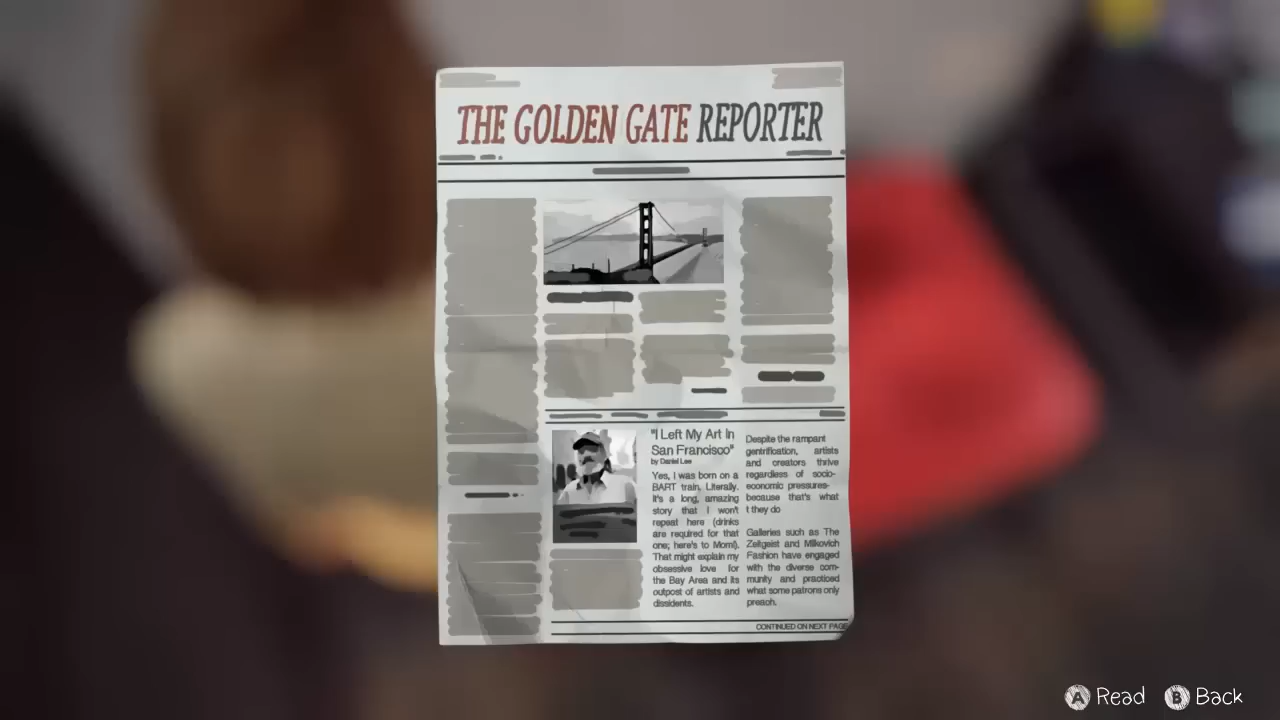 THE GOLDEN GATE REPORTER
"I Left My Art In
San Francisco"
by Daniel Lee
Yes, I was born on a
BART train. Literally.
It's a long, amazing
story that I won't
repeat here (drinks
are required for that
one; here's to Mom!).
That might explain my
obsessive love for
the Bay Area and its
outpost of artists and
dissidents.
Despite the rampant
gentrification, artists
and creators thrive
regardless of socio-
economic pressures-
because that's what
t they do
Galleries such as The
Zeitgeist and Milkovich
Fashion have engaged
with the diverse com-
munity and practiced
what some patrons only
preach.
CONTINUED ON NEXT PAGE
A Read B Back